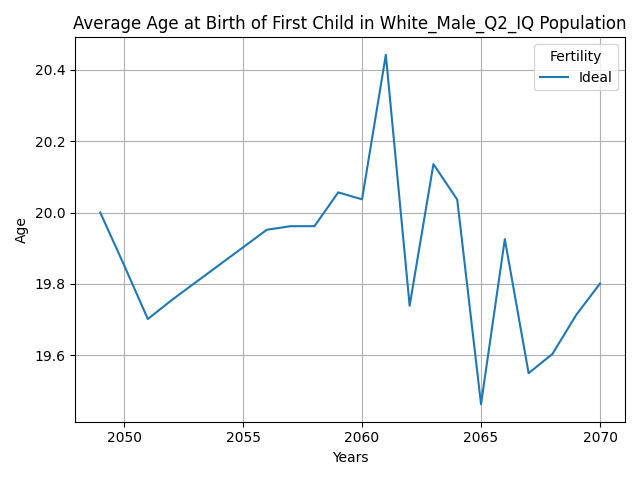 Average Age at Birth of First Child in White_Male_Q2_IQ Population
Fertility
Ideal
Age
20.4
20.2
20.0
19.8
19.6
2050
2055
2060
2065
2070
Years